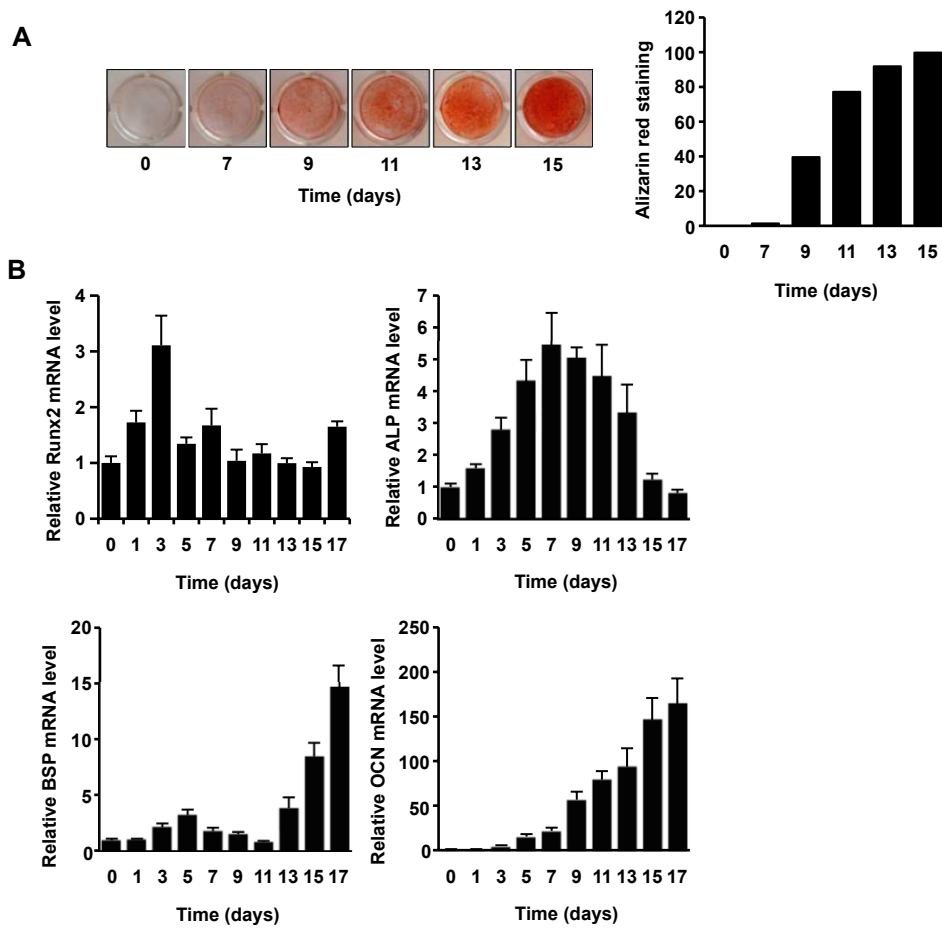 A
0 7 9 11 13 15
Time (days)
Alizarin red staining
120
100
80
60
40
20
0
0 7 9 11 13 15
Time (days)
B
Relative Runx2 mRNA level
4
3
2
1
0
0 1 3 5 7 9 11 13 15 17
Time (days)
Relative ALP mRNA level
7
6
5
4
3
2
1
0
0 1 3 5 7 9 11 13 15 17
Time (days)
Relative BSP mRNA level
20
15
10
5
0
0 1 3 5 7 9 11 13 15 17
Time (days)
Relative OCN mRNA level
250
200
150
100
50
0
0 1 3 5 7 9 11 13 15 17
Time (days)